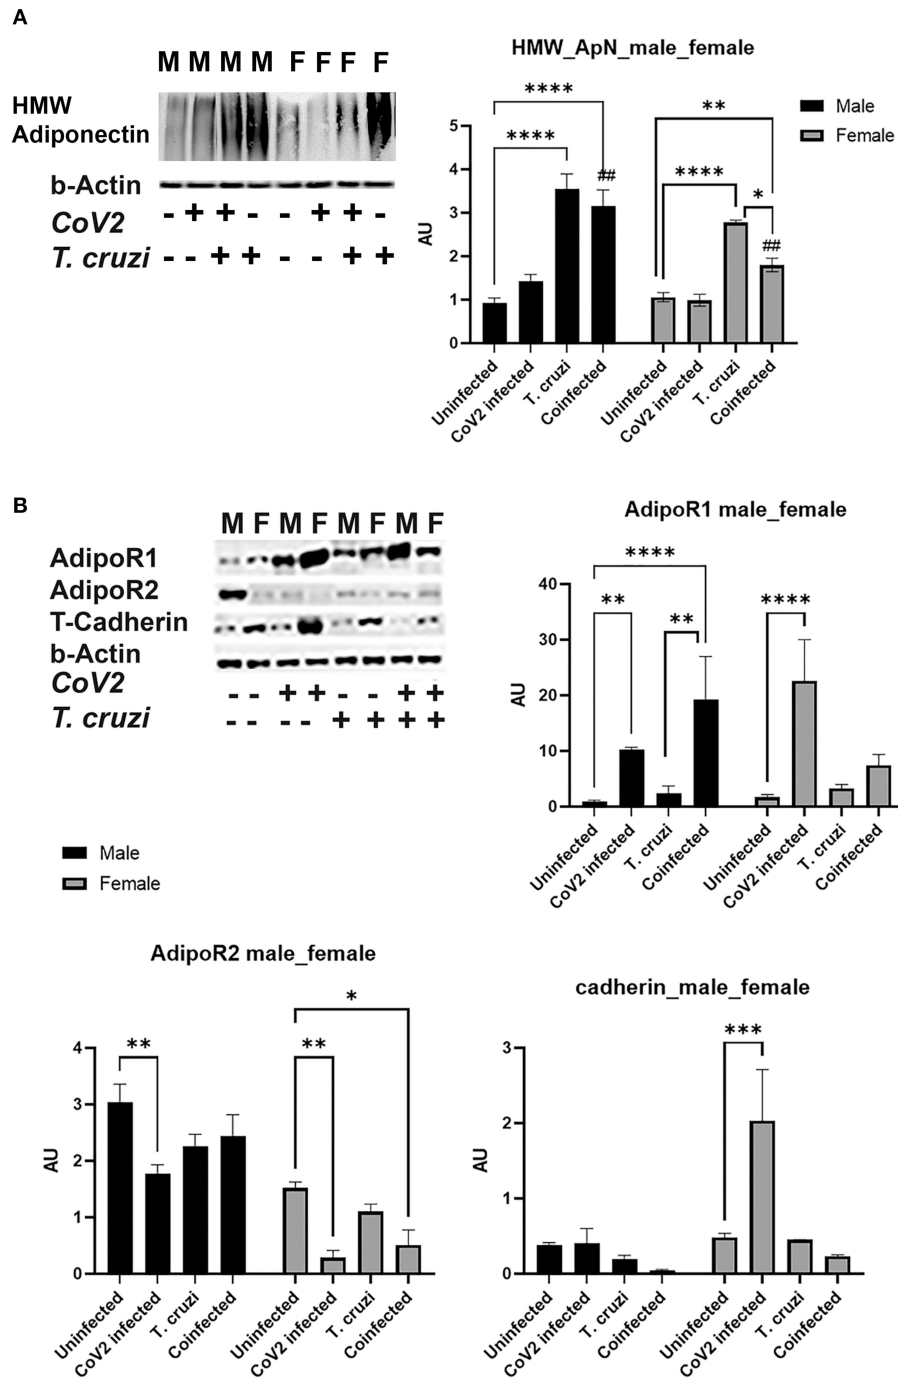 A
M M M M F F F F
HMW
Adiponectin
b-Actin
CoV2 - + + - - + + -
T. cruzi - - + + - - + +
HMW_ApN_male_female
Male
Female
**** ****
** **** *
## ##
AU
5
4
3
2
1
0
Uninfected
CoV2 infected
T. cruzi
Coinfected
Uninfected
CoV2 infected
T. cruzi
Coinfected
B
M F M F M F M F
AdipoR1
AdipoR2
T-Cadherin
b-Actin
CoV2 - - + + - - + +
T. cruzi - - - - + + + +
AdipoR1 male_female
****
** ** ****
AU
40
30
20
10
0
Uninfected
CoV2 infected
T. cruzi
Coinfected
Uninfected
CoV2 infected
T. cruzi
Coinfected
Male
Female
AdipoR2 male_female
*
** **
AU
4
3
2
1
0
Uninfected
CoV2 infected
T. cruzi
Coinfected
Uninfected
CoV2 infected
T. cruzi
Coinfected
cadherin_male_female
***
AU
3
2
1
0
Uninfected
CoV2 infected
T. cruzi
Coinfected
Uninfected
CoV2 infected
T. cruzi
Coinfected